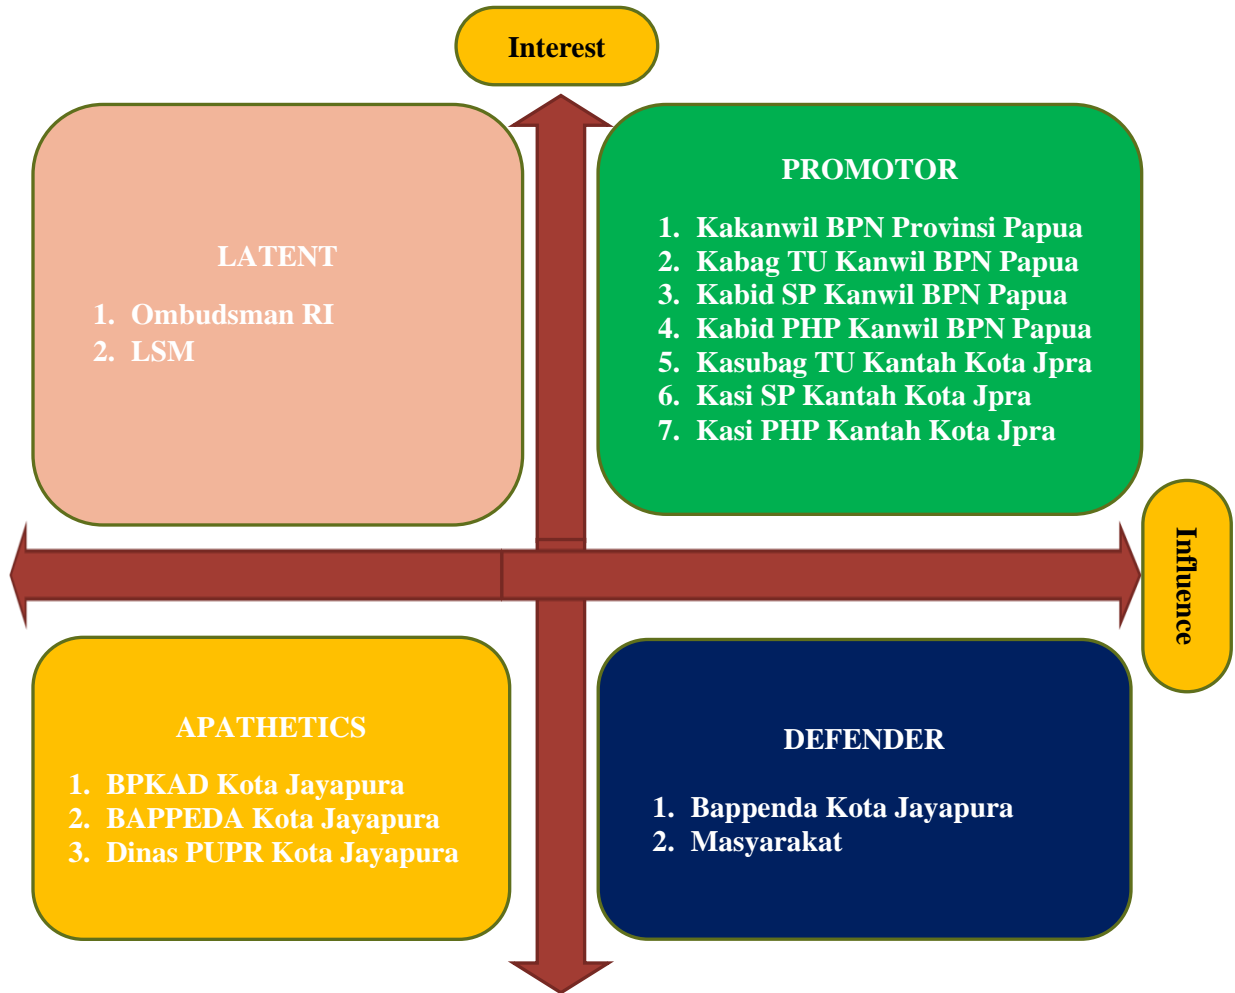 Interest
LATENT
1. Ombudsman RI
2. LSM
PROMOTOR
1. Kakanwil BPN Provinsi Papua
2. Kabag TU Kanwil BPN Papua
3. Kabid SP Kanwil BPN Papua
4. Kabid PHP Kanwil BPN Papua
5. Kasubag TU Kantah Kota Jpra
6. Kasi SP Kantah Kota Jpra
7. Kasi PHP Kantah Kota Jpra
Influence
APATHETICS
1. BPKAD Kota Jayapura
2. BAPPEDA Kota Jayapura
3. Dinas PUPR Kota Jayapura
DEFENDER
1. Bappenda Kota Jayapura
2. Masyarakat